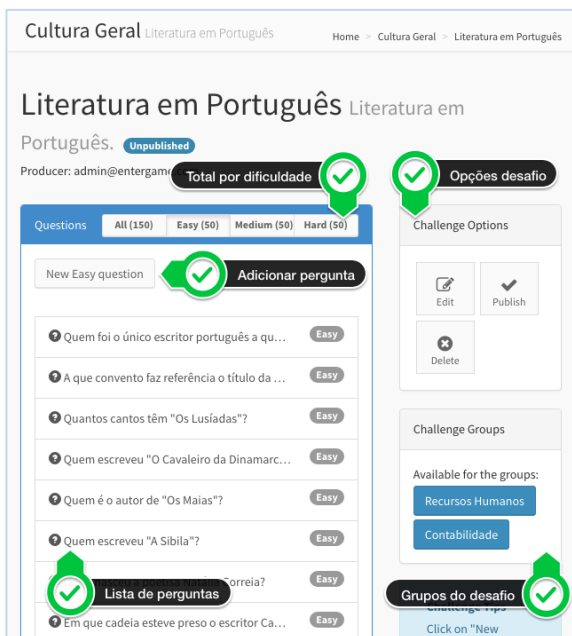 Cultura Geral Literatura em Português
Home > Cultura Geral > Literatura em Português
Literatura em Português Literatura em
Português. Unpublished
Producer: admin@entergame.
Total por dificuldade
Opções desafio
Questions All (150) Easy (50) Medium (50) Hard (50)
Challenge Options
New Easy question
Adicionar pergunta
Edit
Publish
Delete
Quem foi o único escritor português a qu... Easy
A que convento faz referência o título da ... Easy
Quantos cantos têm "Os Lusíadas"? Easy
Quem escreveu "O Cavaleiro da Dinamarc... Easy
Quem é o autor de "Os Maias"? Easy
Quem escreveu "A Sibila"? Easy
Correia? Easy
Lista de perguntas
Em que cadeia esteve preso o escritor Ca... Easy
Challenge Groups
Available for the groups:
Recursos Humanos
Contabilidade
Grupos do desafio
Challenge Tips
Click on "New